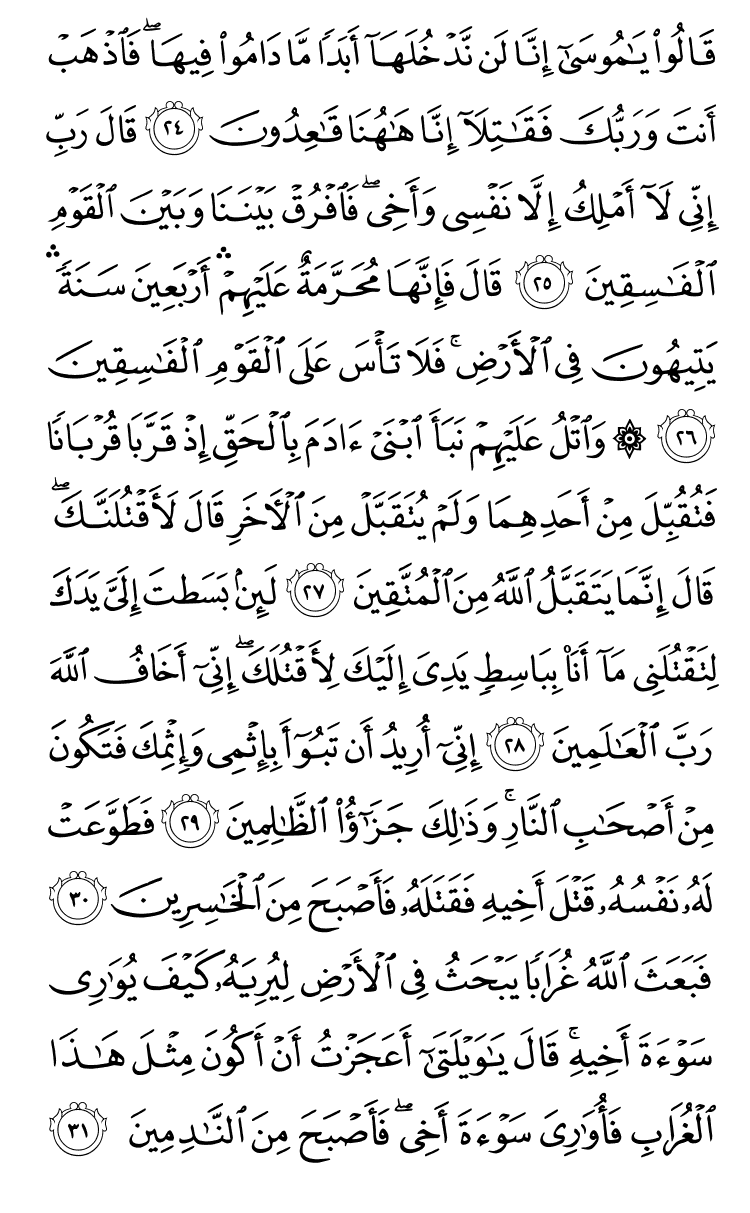 قَالُوا۟ يَـٰمُوسَىٰٓ إِنَّا لَن نَّدْخُلَهَآ أَبَدًۭا مَّا دَامُوا۟ فِيهَا ۖ فَٱذْهَبْ
أَنتَ وَرَبُّكَ فَقَـٰتِلَآ إِنَّا هَـٰهُنَا قَـٰعِدُونَ ٢٤ قَالَ رَبِّ
إِنِّى لَآ أَمْلِكُ إِلَّا نَفْسِى وَأَخِى ۖ فَٱفْرُقْ بَيْنَنَا وَبَيْنَ ٱلْقَوْمِ
ٱلْفَـٰسِقِينَ ٢٥ قَالَ فَإِنَّهَا مُحَرَّمَةٌ عَلَيْهِمْ ۛ أَرْبَعِينَ سَنَةًۭ ۛ
يَتِيهُونَ فِى ٱلْأَرْضِ ۚ فَلَا تَأْسَ عَلَى ٱلْقَوْمِ ٱلْفَـٰسِقِينَ
٢٦ ۞ وَٱتْلُ عَلَيْهِمْ نَبَأَ ٱبْنَىْ ءَادَمَ بِٱلْحَقِّ إِذْ قَرَّبَا قُرْبَانًۭا
فَتُقُبِّلَ مِنْ أَحَدِهِمَا وَلَمْ يُتَقَبَّلْ مِنَ ٱلْـَٔاخَرِ قَالَ لَأَقْتُلَنَّكَ ۖ
قَالَ إِنَّمَا يَتَقَبَّلُ ٱللَّهُ مِنَ ٱلْمُتَّقِينَ ٢٧ لَئِنۢ بَسَطتَ إِلَىَّ يَدَكَ
لِتَقْتُلَنِى مَآ أَنَا۠ بِبَاسِطٍۢ يَدِىَ إِلَيْكَ لِأَقْتُلَكَ ۖ إِنِّىٓ أَخَافُ ٱللَّهَ
رَبَّ ٱلْعَـٰلَمِينَ ٢٨ إِنِّىٓ أُرِيدُ أَن تَبُوٓأَ بِإِثْمِى وَإِثْمِكَ فَتَكُونَ
مِنْ أَصْحَـٰبِ ٱلنَّارِ ۚ وَذَٰلِكَ جَزَٰٓؤُا۟ ٱلظَّـٰلِمِينَ ٢٩ فَطَوَّعَتْ
لَهُۥ نَفْسُهُۥ قَتْلَ أَخِيهِ فَقَتَلَهُۥ فَأَصْبَحَ مِنَ ٱلْخَـٰسِرِينَ ٣٠
فَبَعَثَ ٱللَّهُ غُرَابًۭا يَبْحَثُ فِى ٱلْأَرْضِ لِيُرِيَهُۥ كَيْفَ يُوَٰرِى
سَوْءَةَ أَخِيهِ ۚ قَالَ يَـٰوَيْلَتَىٰٓ أَعَجَزْتُ أَنْ أَكُونَ مِثْلَ هَـٰذَا
ٱلْغُرَابِ فَأُوَٰرِىَ سَوْءَةَ أَخِى ۖ فَأَصْبَحَ مِنَ ٱلنَّـٰدِمِينَ ٣١